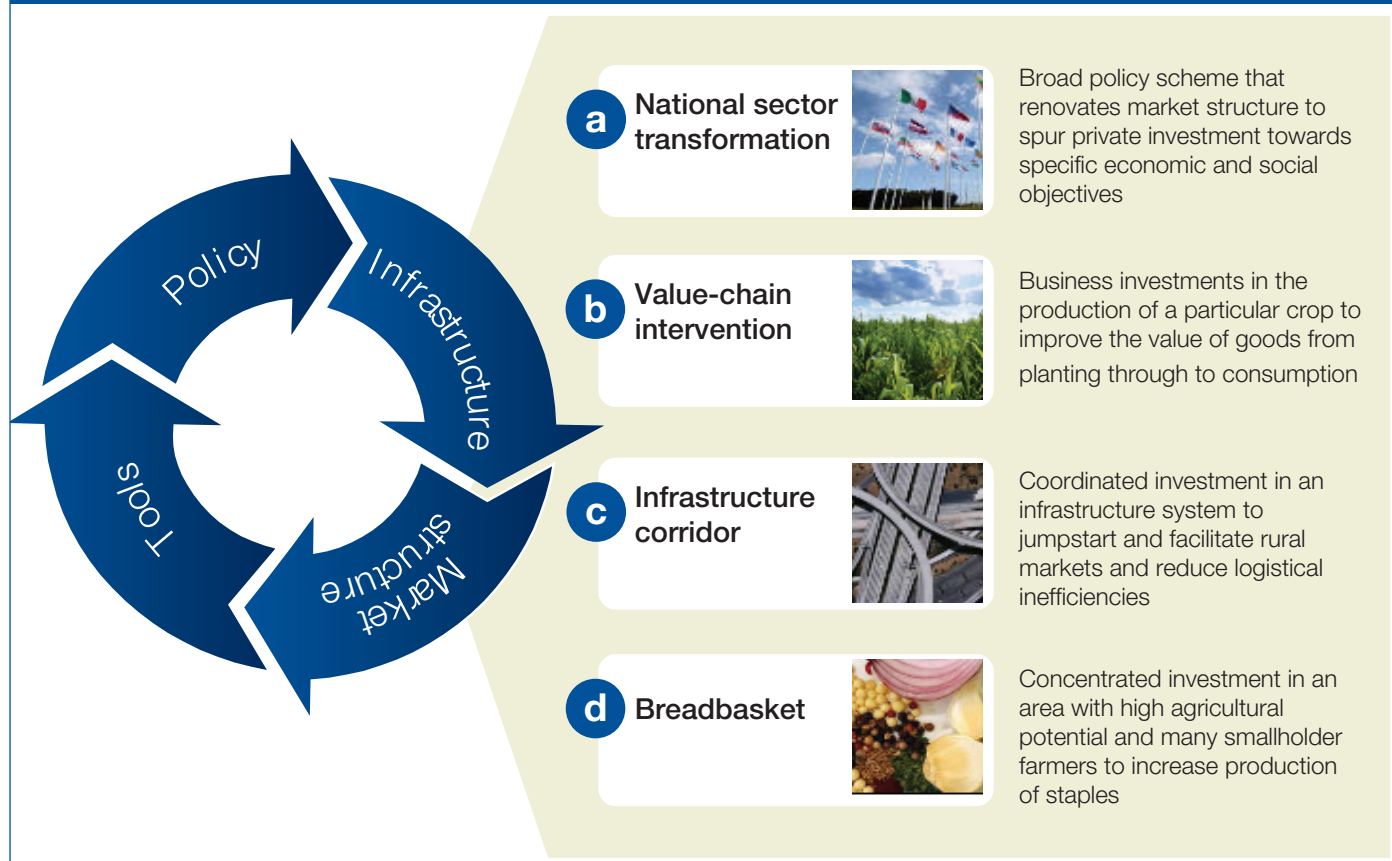 Policy
Infrastructure
Market
structure
Tools
a
National sector
transformation
Broad policy scheme that
renovates market structure to
spur private investment towards
specific economic and social
objectives
b
Value-chain
intervention
Business investments in the
production of a particular crop to
improve the value of goods from
planting through to consumption
c
Infrastructure
corridor
Coordinated investment in an
infrastructure system to
jumpstart and facilitate rural
markets and reduce logistical
inefficiencies
d
Breadbasket
Concentrated investment in an
area with high agricultural
potential and many smallholder
farmers to increase production
of staples